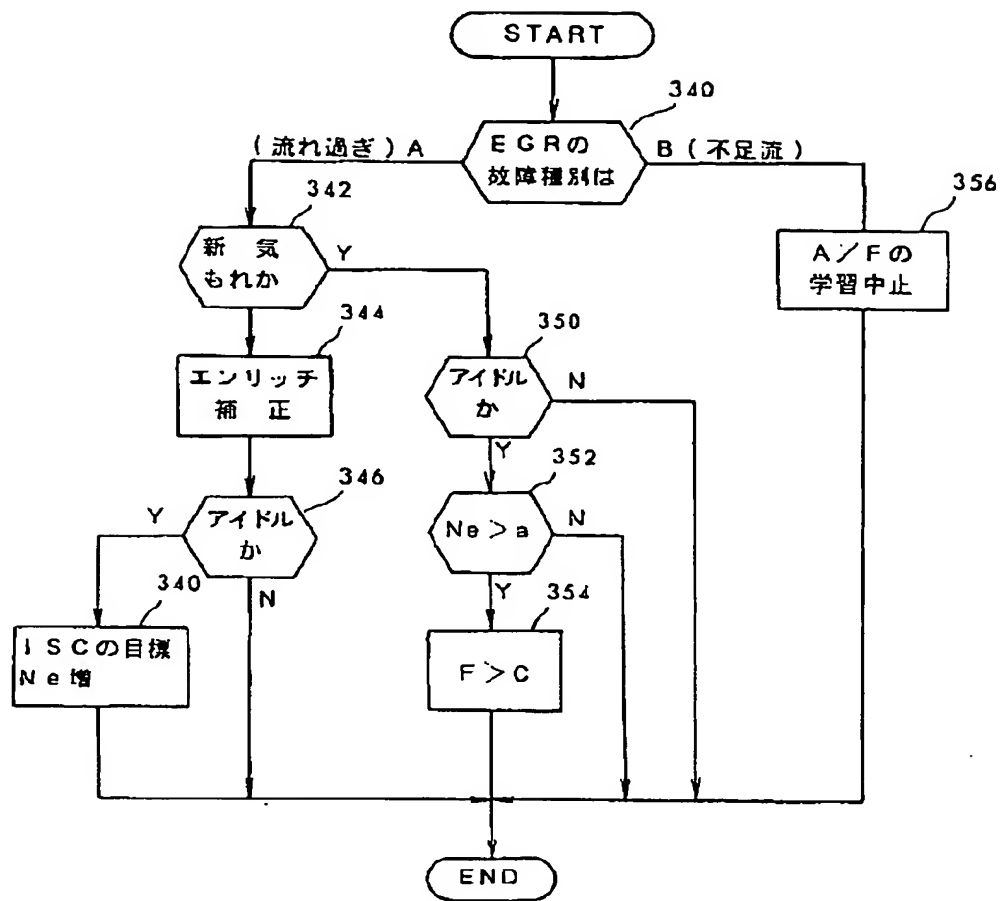 START
340
EGRの
故障種別は
(流れ過ぎ)A
B(不足流)
342
新気
もれか
Y
356
A/Fの
学習中止
344
エンリッチ
補正
350
アイドル
か
N
Y
346
アイドル
か
Y
N
352
Ne>a
N
Y
340
ISCの目標
Ne増
354
F>C
END